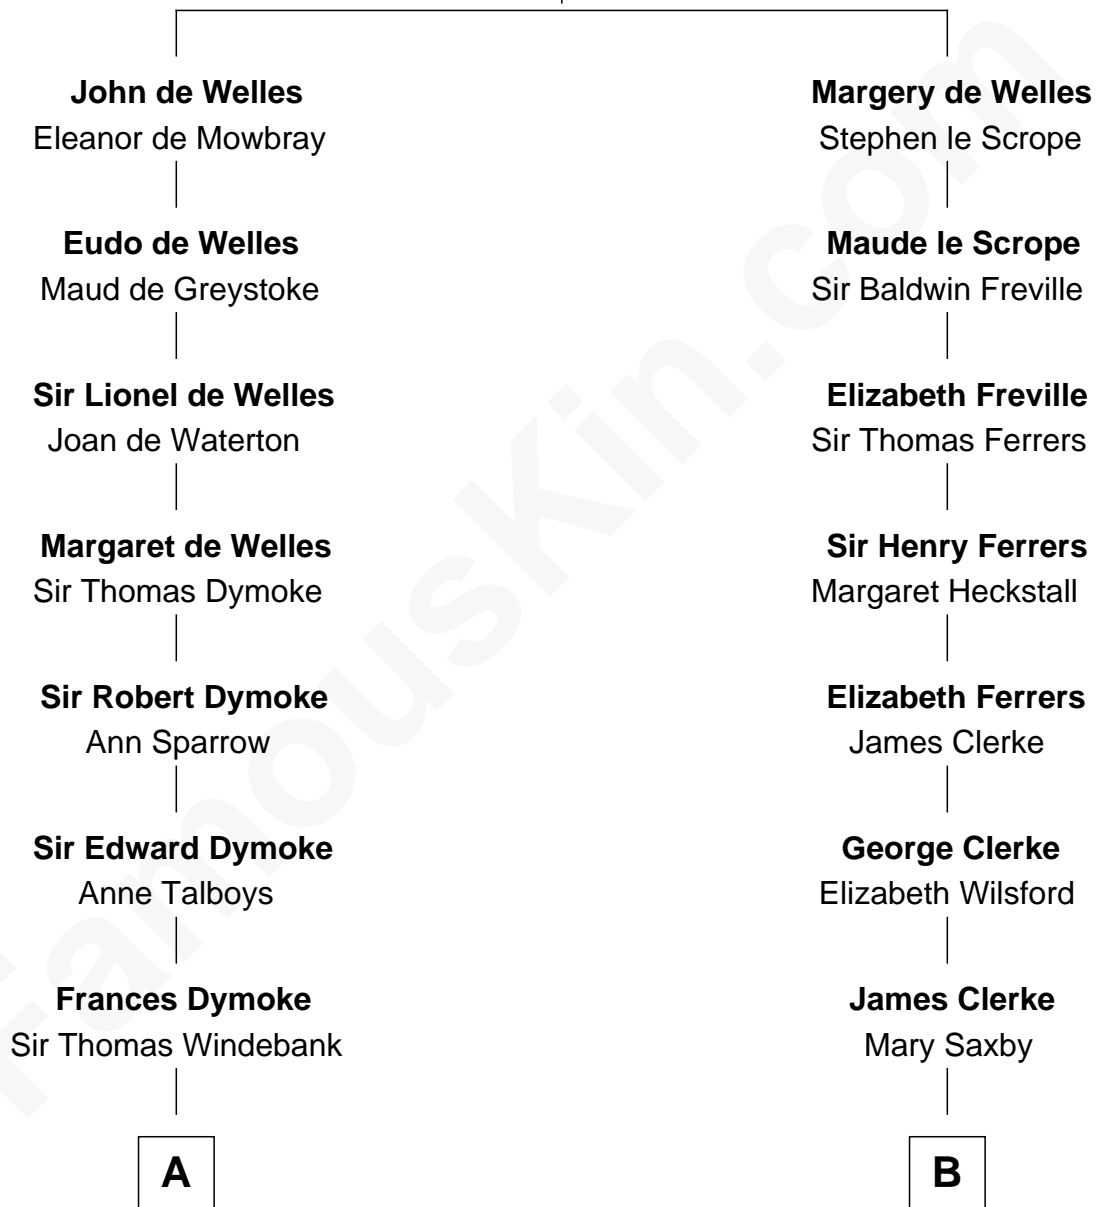 John de Welles
Eleanor de Mowbray
Eudo de Welles
Maud de Greystoke
Sir Lionel de Welles
Joan de Waterton
Margaret de Welles
Sir Thomas Dymoke
Sir Robert Dymoke
Ann Sparrow
Sir Edward Dymoke
Anne Talboys
Frances Dymoke
Sir Thomas Windebank
A
Margery de Welles
Stephen le Scrope
Maude le Scrope
Sir Baldwin Freville
Elizabeth Freville
Sir Thomas Ferrers
Sir Henry Ferrers
Margaret Heckstall
Elizabeth Ferrers
James Clerke
George Clerke
Elizabeth Wilsford
James Clerke
Mary Saxby
B
FamousKin.com